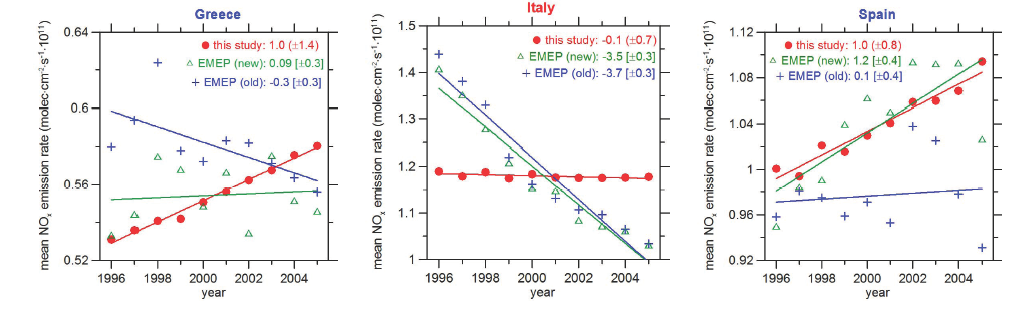 Greece
mean NOx emission rate (molec·cm-2·s-1·10¹¹)
0.64
0.6
0.56
0.52
this study: 1.0 (±1.4)
EMEP (new): 0.09 [±0.3]
EMEP (old): -0.3 [±0.3]
1996 1998 2000 2002 2004
year
Italy
mean NOx emission rate (molec·cm-2·s-1·10¹¹)
1.5
1.4
1.3
1.2
1.1
1
this study: -0.1 (±0.7)
EMEP (new): -3.5 [±0.3]
EMEP (old): -3.7 [±0.3]
1996 1998 2000 2002 2004
year
Spain
mean NOx emission rate (molec·cm-2·s-1·10¹¹)
1.12
1.08
1.04
1
0.96
0.92
this study: 1.0 (±0.8)
EMEP (new): 1.2 [±0.4]
EMEP (old): 0.1 [±0.4]
1996 1998 2000 2002 2004
year